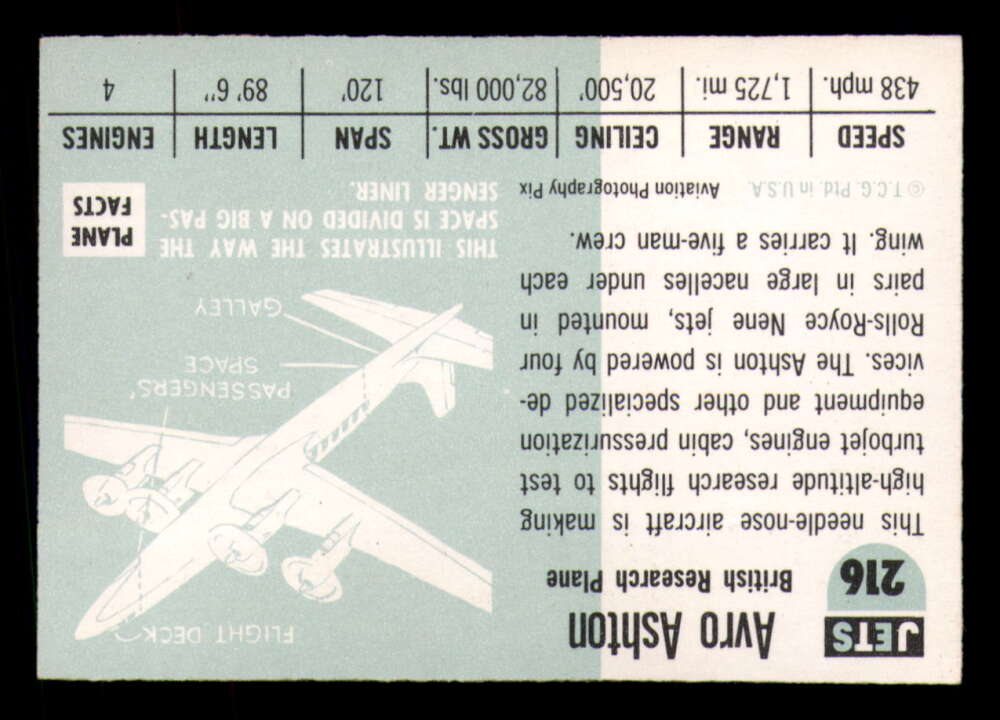 JETS
216
Avro Ashton
British Research Plane
This needle-nose aircraft is making
high-altitude research flights to test
turbojet engines, cabin pressurization
equipment and other specialized de-
vices. The Ashton is powered by four
Rolls-Royce Nene jets, mounted in
pairs in large nacelles under each
wing. It carries a five-man crew.
© T.C.G. Ptd. in U.S.A. Aviation Photography Pix
FLIGHT DECK
PASSENGERS'
SPACE
GALLEY
PLANE
FACTS
THIS ILLUSTRATES THE WAY THE
SPACE IS DIVIDED ON A BIG PAS-
SENGER LINER.
SPEED RANGE CEILING GROSS WT. SPAN LENGTH ENGINES
438 mph. 1,725 mi. 20,500' 82,000 lbs. 120' 89' 6" 4